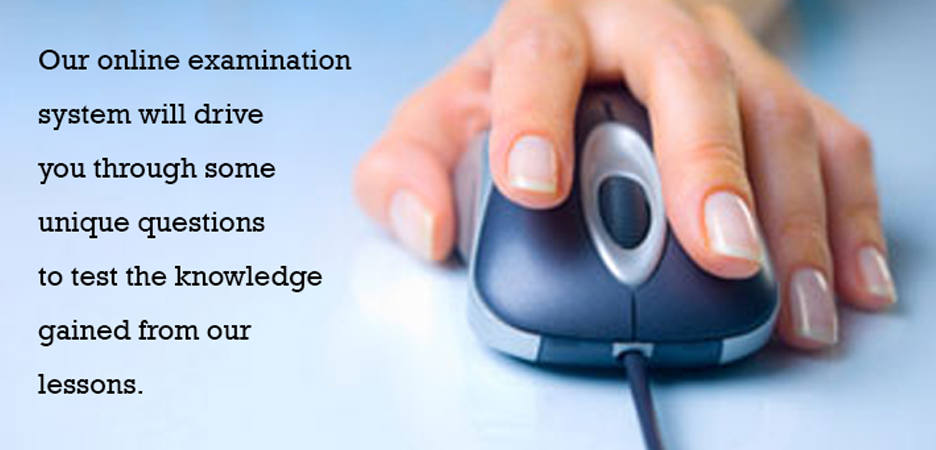 Our online examination
system will drive
you through some
unique questions
to test the knowledge
gained from our
lessons.